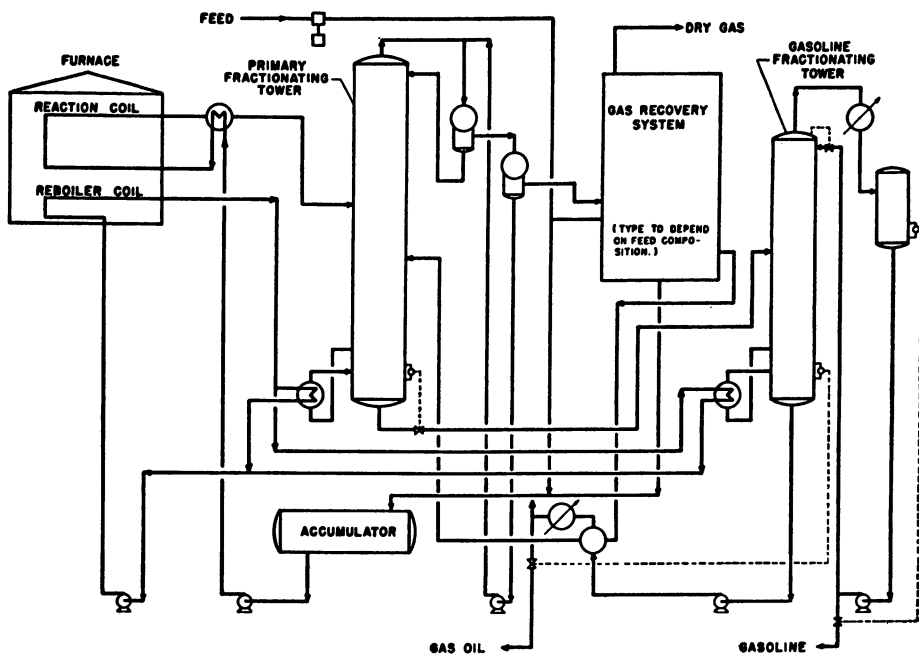 FEED
DRY GAS
FURNACE
PRIMARY
FRACTIONATING
TOWER
GASOLINE
FRACTIONATING
TOWER
REACTION COIL
GAS RECOVERY
SYSTEM
REBOILER COIL
(TYPE TO DEPEND
ON FEED COMPO-
SITION.)
ACCUMULATOR
GAS OIL
GASOLINE